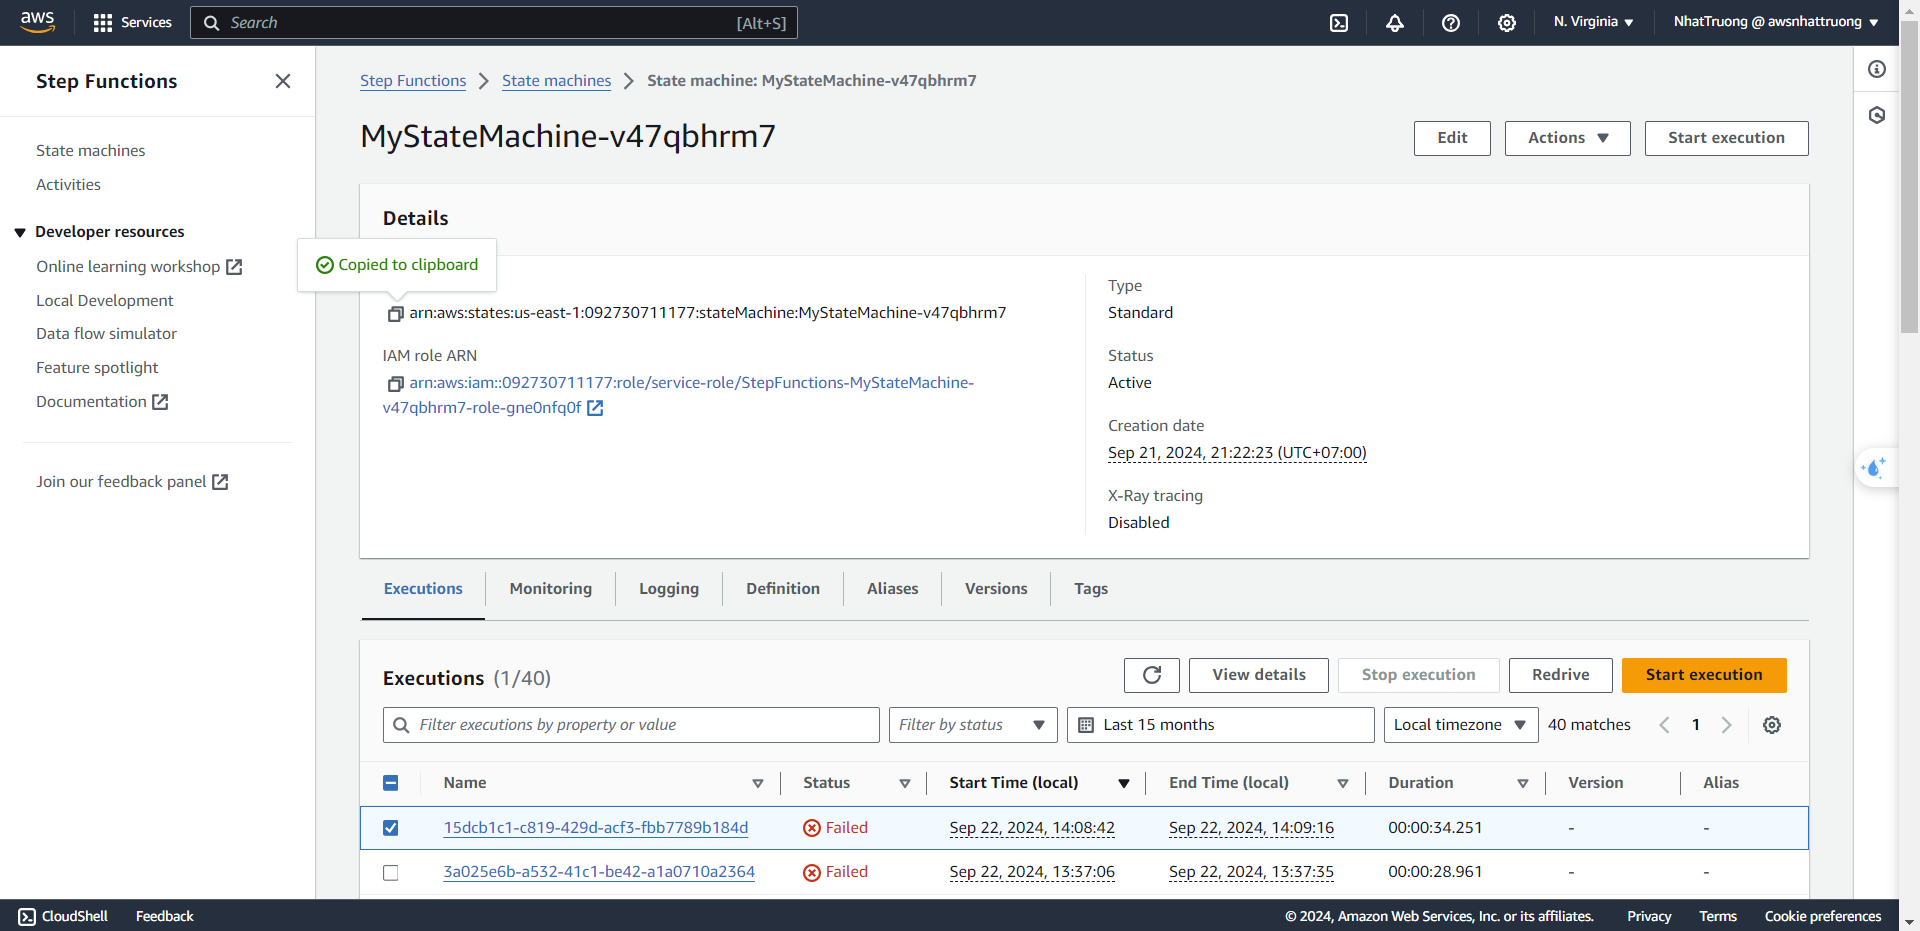 aws
Services
Search
[Alt+S]
N. Virginia
NhatTruong @ awsnhattruong
Step Functions
State machines
Activities
Developer resources
Online learning workshop
Local Development
Data flow simulator
Feature spotlight
Documentation
Join our feedback panel
Step Functions
State machines
State machine: MyStateMachine-v47qbhrm7
MyStateMachine-v47qbhrm7
Edit
Actions
Start execution
Details
Copied to clipboard
arn:aws:states:us-east-1:092730711177:stateMachine:MyStateMachine-v47qbhrm7
IAM role ARN
arn:aws:iam::092730711177:role/service-role/StepFunctions-MyStateMachine-
v47qbhrm7-role-gne0nfq0f
Type
Standard
Status
Active
Creation date
Sep 21, 2024, 21:22:23 (UTC+07:00)
X-Ray tracing
Disabled
Executions
Monitoring
Logging
Definition
Aliases
Versions
Tags
Executions (1/40)
View details
Stop execution
Redrive
Start execution
Filter executions by property or value
Filter by status
Last 15 months
Local timezone
40 matches
1
Name
Status
Start Time (local)
End Time (local)
Duration
Version
Alias
15dcb1c1-c819-429d-acf3-fbb7789b184d
Failed
Sep 22, 2024, 14:08:42
Sep 22, 2024, 14:09:16
00:00:34.251
-
-
3a025e6b-a532-41c1-be42-a1a0710a2364
Failed
Sep 22, 2024, 13:37:06
Sep 22, 2024, 13:37:35
00:00:28.961
-
-
CloudShell
Feedback
© 2024, Amazon Web Services, Inc. or its affiliates.
Privacy
Terms
Cookie preferences